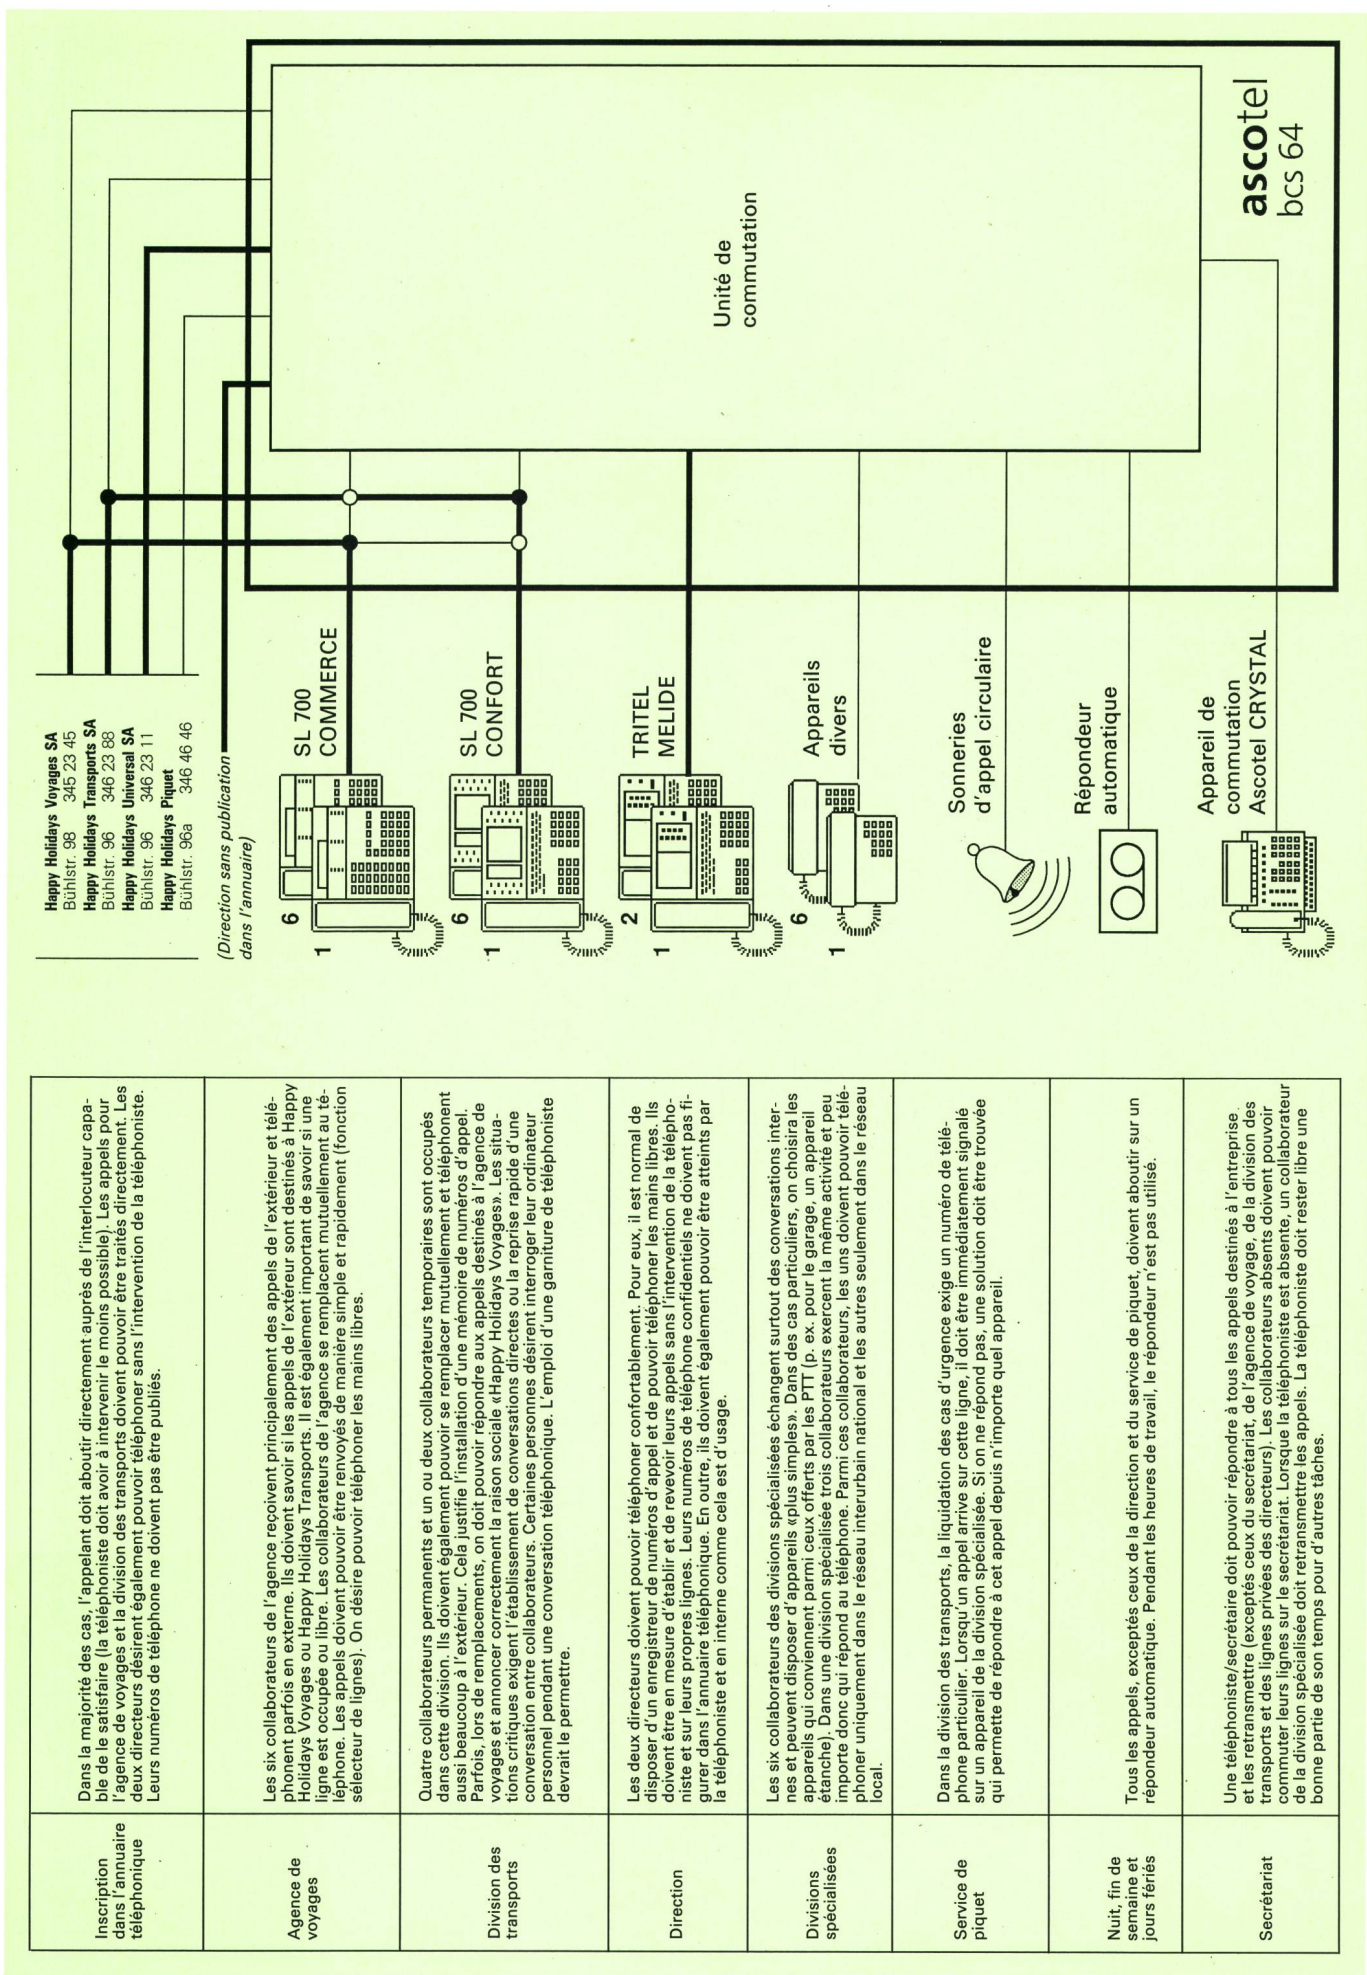 Inscription
dans l'annuaire
téléphonique
Dans la majorité des cas, l'appelant doit aboutir directement auprès de l'interlocuteur capa-
ble de le satisfaire (la téléphoniste doit avoir à intervenir le moins possible). Les appels pour
l'agence de voyages et la division des transports doivent pouvoir être traités directement. Les
deux directeurs désirent également pouvoir téléphoner sans l'intervention de la téléphoniste.
Leurs numéros de téléphone ne doivent pas être publiés.
Agence de
voyages
Les six collaborateurs de l'agence reçoivent principalement des appels de l'extérieur et télé-
phonent parfois en externe. Ils doivent savoir si les appels de l'extéreur sont destinés à Happy
Holidays Voyages ou Happy Holidays Transports. Il est également important de savoir si une
ligne est occupée ou libre. Les collaborateurs de l'agence se remplacent mutuellement au té-
léphone. Les appels doivent pouvoir être renvoyés de manière simple et rapidement (fonction
sélecteur de lignes). On désire pouvoir téléphoner les mains libres.
Division des
transports
Quatre collaborateurs permanents et un ou deux collaborateurs temporaires sont occupés
dans cette division. Ils doivent également pouvoir se remplacer mutuellement et téléphonent
aussi beaucoup à l'extérieur. Cela justifie l'installation d'une mémoire de numéros d'appel.
Parfois, lors de remplacements, on doit pouvoir répondre aux appels destinés à l'agence de
voyages et annoncer correctement la raison sociale «Happy Holidays Voyages». Les situa-
tions critiques exigent l'établissement de conversations directes ou la reprise rapide d'une
conversation entre collaborateurs. Certaines personnes désirent interroger leur ordinateur
personnel pendant une conversation téléphonique. L'emploi d'une garniture de téléphoniste
devrait le permettre.
Direction
Les deux directeurs doivent pouvoir téléphoner confortablement. Pour eux, il est normal de
disposer d'un enregistreur de numéros d'appel et de pouvoir téléphoner les mains libres. Ils
doivent être en mesure d'établir et de revevoir leurs appels sans l'intervention de la télépho-
niste et sur leurs propres lignes. Leurs numéros de téléphone confidentiels ne doivent pas fi-
gurer dans l'annuaire téléphonique. En outre, ils doivent également pouvoir être atteints par
la téléphoniste et en interne comme cela est d'usage.
Divisions
spécialisées
Les six collaborateurs des divisions spécialisées échangent surtout des conversations inter-
nes et peuvent disposer d'appareils «plus simples». Dans des cas particuliers, on choisira les
appareils qui conviennent parmi ceux offerts par les PTT (p. ex. pour le garage, un appareil
étanche). Dans une division spécialisée trois collaborateurs exercent la même activité et peu
importe donc qui répond au téléphone. Parmi ces collaborateurs, les uns doivent pouvoir télé-
phoner uniquement dans le réseau interurbain national et les autres seulement dans le réseau
local.
Service de
piquet
Dans la division des transports, la liquidation des cas d'urgence exige un numéro de télé-
phone particulier. Lorsqu'un appel arrive sur cette ligne, il doit être immédiatement signalé
sur un appareil de la division spécialisée. Si on ne répond pas, une solution doit être trouvée
qui permette de répondre à cet appel depuis n'importe quel appareil.
Nuit, fin de
semaine et
jours fériés
Tous les appels, exceptés ceux de la direction et du service de piquet, doivent aboutir sur un
répondeur automatique. Pendant les heures de travail, le répondeur n'est pas utilisé.
Secrétariat
Une téléphoniste/secrétaire doit pouvoir répondre à tous les appels destinés à l'entreprise
et les retransmettre (exceptés ceux du secrétariat, de l'agence de voyage, de la division des
transports et des lignes privées des directeurs). Les collaborateurs absents doivent pouvoir
commuter leurs lignes sur le secrétariat. Lorsque la téléphoniste est absente, un collaborateur
de la division spécialisée doit retransmettre les appels. La téléphoniste doit rester libre une
bonne partie de son temps pour d'autres tâches.
Happy Holidays Voyages SA
Bühlstr. 98 345 23 45
Happy Holidays Transports SA
Bühlstr. 96 346 23 88
Happy Holidays Universal SA
Bühlstr. 96 346 23 11
Happy Holidays Piquet
Bühlstr. 96a 346 46 46
(Direction sans publication
dans l'annuaire)
6
1
SL 700
COMMERCE
6
1
SL 700
CONFORT
2
1
TRITEL
MELIDE
6
1
Appareils
divers
Sonneries
d'appel circulaire
Répondeur
automatique
Appareil de
commutation
Ascotel CRYSTAL
Unité de
commutation
ascotel
bcs 64